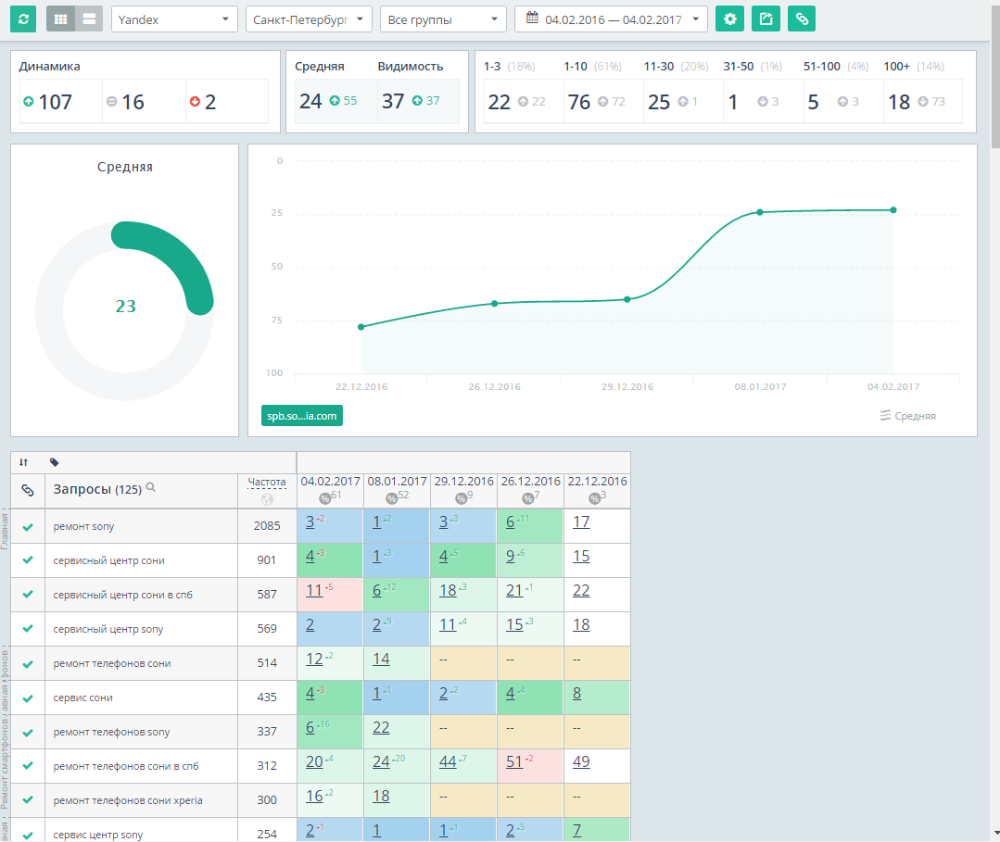 Yandex Санкт-Петербург Все группы 04.02.2016 — 04.02.2017
Динамика
107 16 2
Средняя Видимость
24 55 37 37
1-3 (18%) 1-10 (61%) 11-30 (20%) 31-50 (1%) 51-100 (4%) 100+ (14%)
22 22 76 72 25 1 1 3 5 3 18 73
Средняя
23
0
25
50
75
100
22.12.2016 26.12.2016 29.12.2016 08.01.2017 04.02.2017
spb.so...ia.com
Средняя
Запросы (125) Частота 04.02.2017 08.01.2017 29.12.2016 26.12.2016 22.12.2016
% 61 % 52 % 9 % 7 % 3
Главная
ремонт sony 2085 3 -2 1 2 3 3 6 11 17
сервисный центр сони 901 4 -3 1 3 4 5 9 6 15
сервисный центр сони в спб 587 11 -5 6 12 18 3 21 1 22
сервисный центр sony 569 2 2 9 11 4 15 3 18
ремонт телефонов сони 514 12 2 14 -- -- --
сервис сони 435 4 -3 1 1 2 2 4 4 8
ремонт телефонов sony 337 6 16 22 -- -- --
Ремонт смартфонов
ремонт телефонов сони в спб 312 20 4 24 20 44 7 51 -2 49
ремонт телефонов сони xperia 300 16 2 18 -- -- --
сервис центр sony 254 2 -1 1 1 1 2 5 7